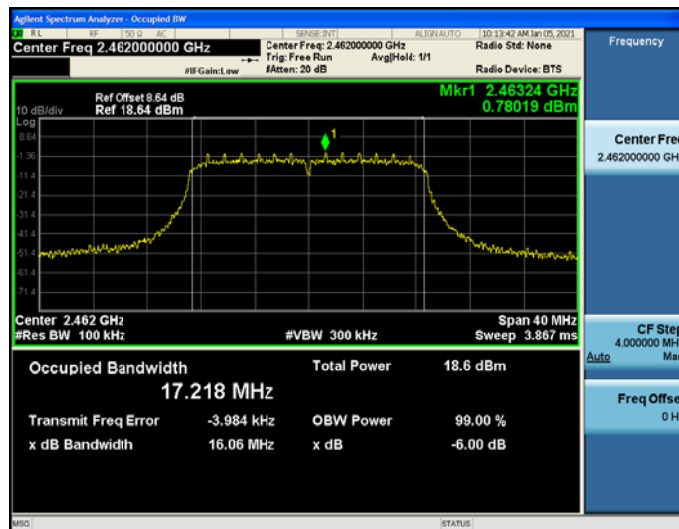 Agilent Spectrum Analyzer - Occupied BW
RL RF 50 Ω AC SENSE:INT ALIGN AUTO 10:13:42 AM Jan 05, 2021
Center Freq 2.462000000 GHz
Center Freq: 2.462000000 GHz
Radio Std: None
Trig: Free Run Avg|Hold: 1/1
#IFGain:Low #Atten: 20 dB Radio Device: BTS
Frequency
Ref Offset 8.64 dB
10 dB/div Ref 18.64 dBm
Mkr1 2.46324 GHz
0.78019 dBm
Log
8.64
-1.36
-11.4
-21.4
-31.4
-41.4
-51.4
-61.4
-71.4
1
Center 2.462 GHz Span 40 MHz
#Res BW 100 kHz #VBW 300 kHz Sweep 3.867 ms
Occupied Bandwidth Total Power 18.6 dBm
17.218 MHz
Transmit Freq Error -3.984 kHz OBW Power 99.00 %
x dB Bandwidth 16.06 MHz x dB -6.00 dB
Center Fre
2.462000000 GH
CF Step
4.000000 MH
Auto Ma
Freq Offse
0 H
MSG STATUS